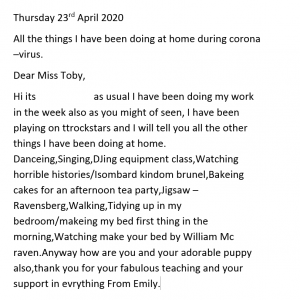 Thursday 23rd April 2020
All the things I have been doing at home during corona
–virus.
Dear Miss Toby,
Hi its as usual I have been doing my work
in the week also as you might of seen, I have been
playing on ttrockstars and I will tell you all the other
things I have been doing at home.
Danceing,Singing,DJing equipment class,Watching
horrible histories/Isombard kindom brunel,Bakeing
cakes for an afternoon tea party,Jigsaw –
Ravensberg,Walking,Tidying up in my
bedroom/makeing my bed first thing in the
morning,Watching make your bed by William Mc
raven.Anyway how are you and your adorable puppy
also,thank you for your fabulous teaching and your
support in evrything From Emily.